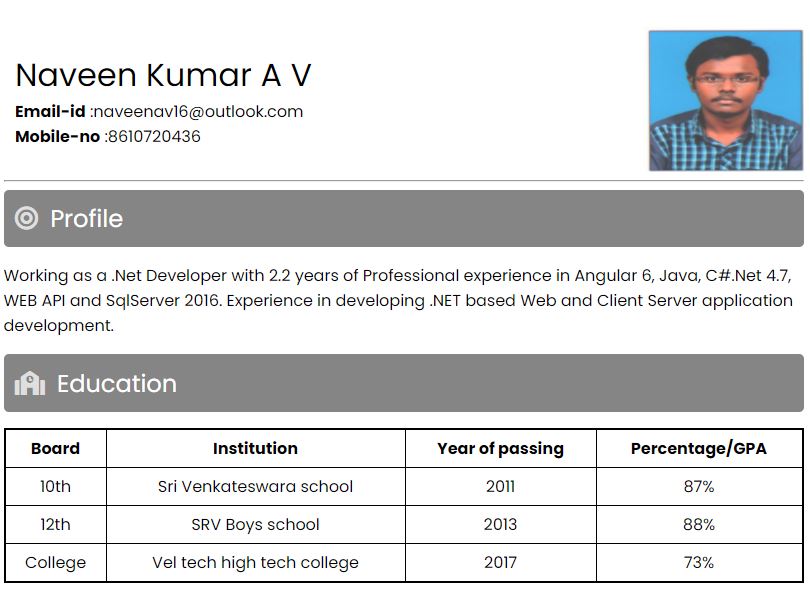 Naveen Kumar A V
Email-id :naveenav16@outlook.com
Mobile-no :8610720436
Profile
Working as a .Net Developer with 2.2 years of Professional experience in Angular 6, Java, C#.Net 4.7,
WEB API and SqlServer 2016. Experience in developing .NET based Web and Client Server application
development.
Education
Board Institution Year of passing Percentage/GPA
10th Sri Venkateswara school 2011 87%
12th SRV Boys school 2013 88%
College Vel tech high tech college 2017 73%